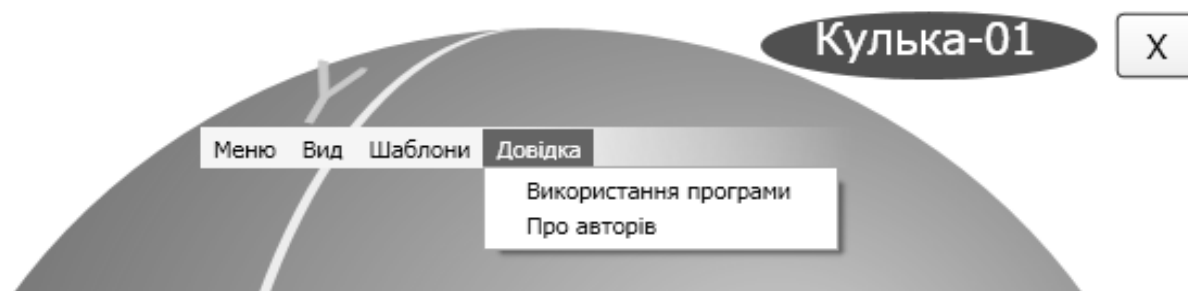 Кулька-01
X
Меню Вид Шаблони Довідка
Використання програми
Про авторів
Y